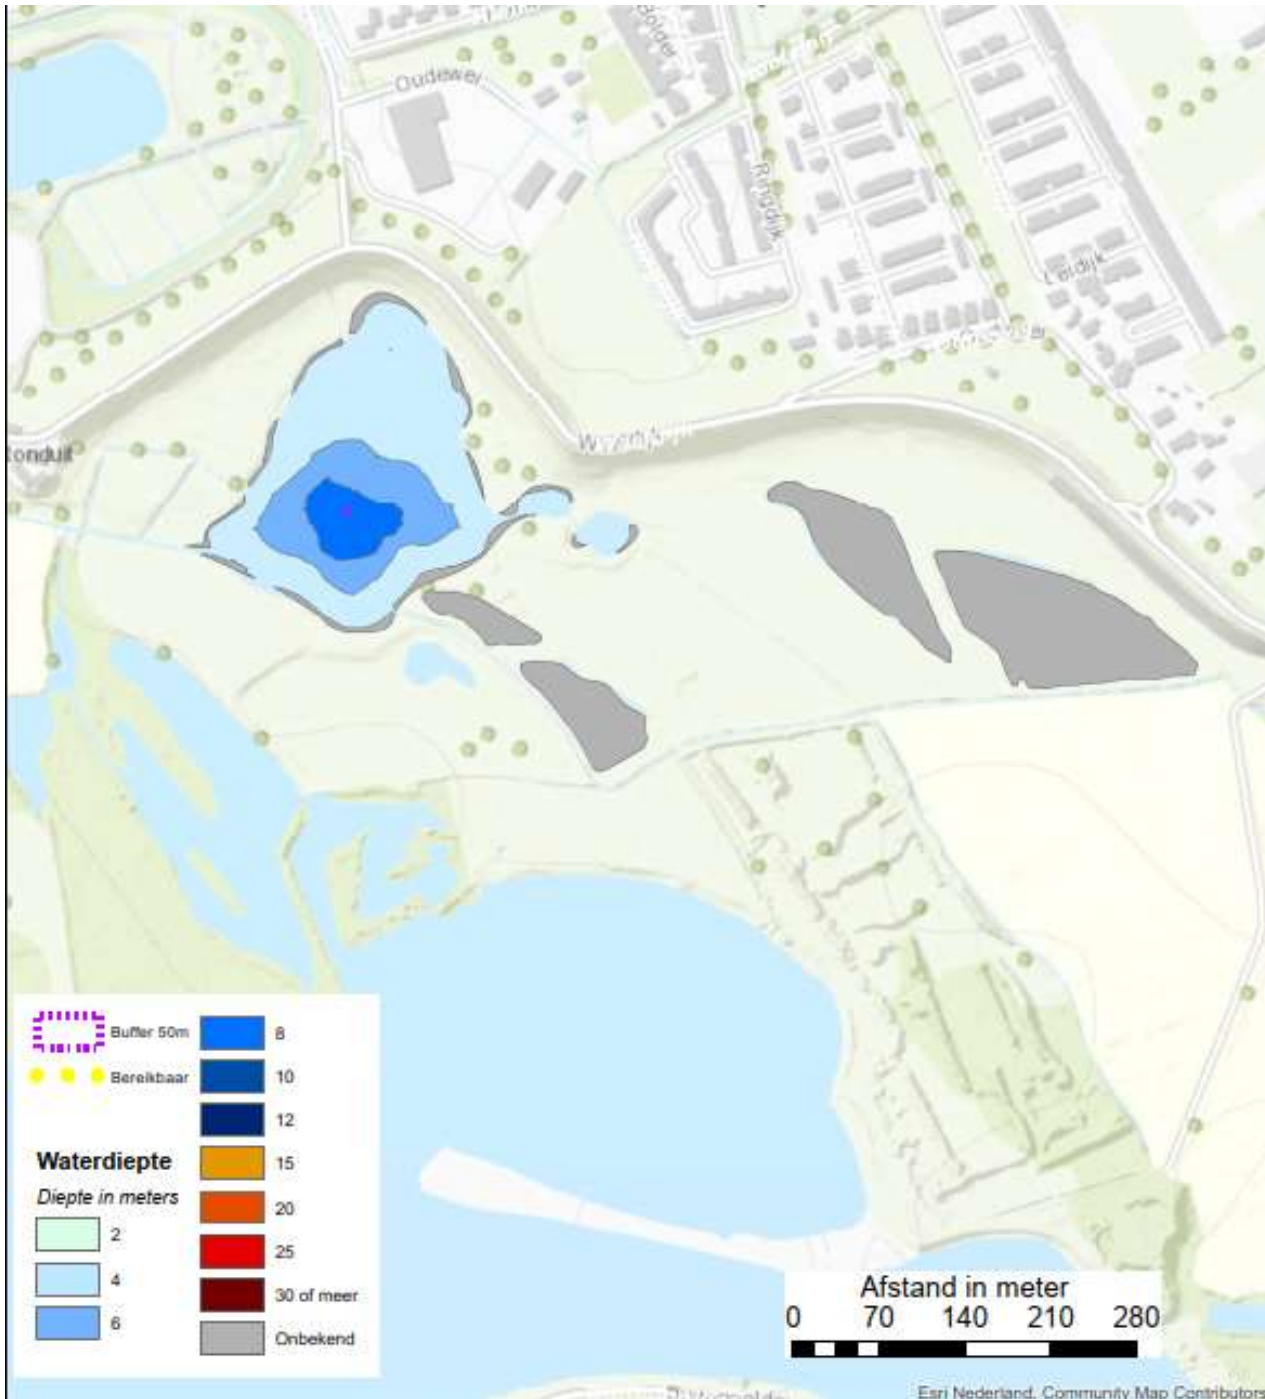 Oudewei
Ringdijk
Leidijk
Buffer 50m
Bereikbaar
Waterdiepte
Diepte in meters
2
4
6
8
10
12
15
20
25
30 of meer
Onbekend
Afstand in meter
0 70 140 210 280
Esri Nederland, Community Map Contributors